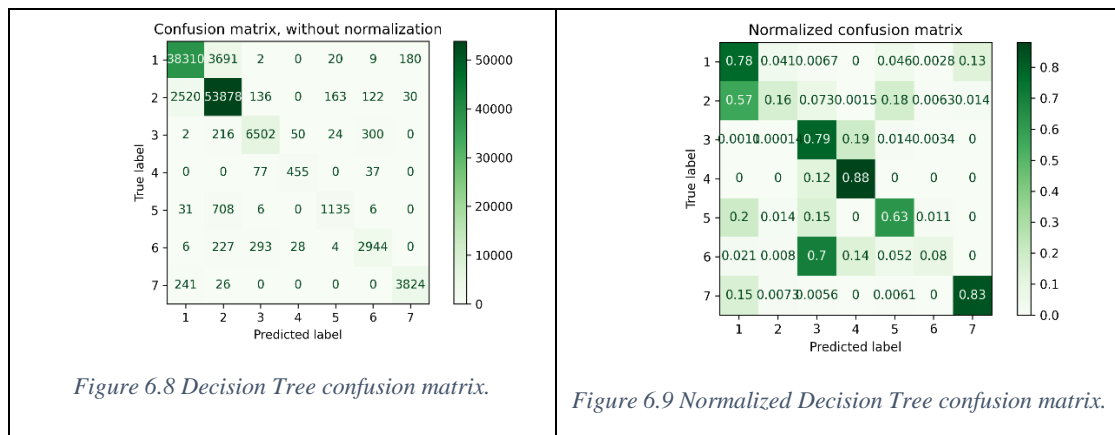 Confusion matrix, without normalization
1 38310 3691 2 0 20 9 180
2 2520 53878 136 0 163 122 30
3 2 216 6502 50 24 300 0
4 0 0 77 455 0 37 0
5 31 708 6 0 1135 6 0
6 6 227 293 28 4 2944 0
7 241 26 0 0 0 0 3824
1 2 3 4 5 6 7
True label
Predicted label
50000
40000
30000
20000
10000
0
Figure 6.8 Decision Tree confusion matrix.
Normalized confusion matrix
1 0.78 0.041 0.0067 0 0.046 0.0028 0.13
2 0.57 0.16 0.073 0.0015 0.18 0.0063 0.014
3 0.0011 0.00014 0.79 0.19 0.014 0.0034 0
4 0 0 0.12 0.88 0 0 0
5 0.2 0.014 0.15 0 0.63 0.011 0
6 0.021 0.008 0.7 0.14 0.052 0.08 0
7 0.15 0.0073 0.0056 0 0.0061 0 0.83
1 2 3 4 5 6 7
True label
Predicted label
0.8
0.7
0.6
0.5
0.4
0.3
0.2
0.1
0.0
Figure 6.9 Normalized Decision Tree confusion matrix.